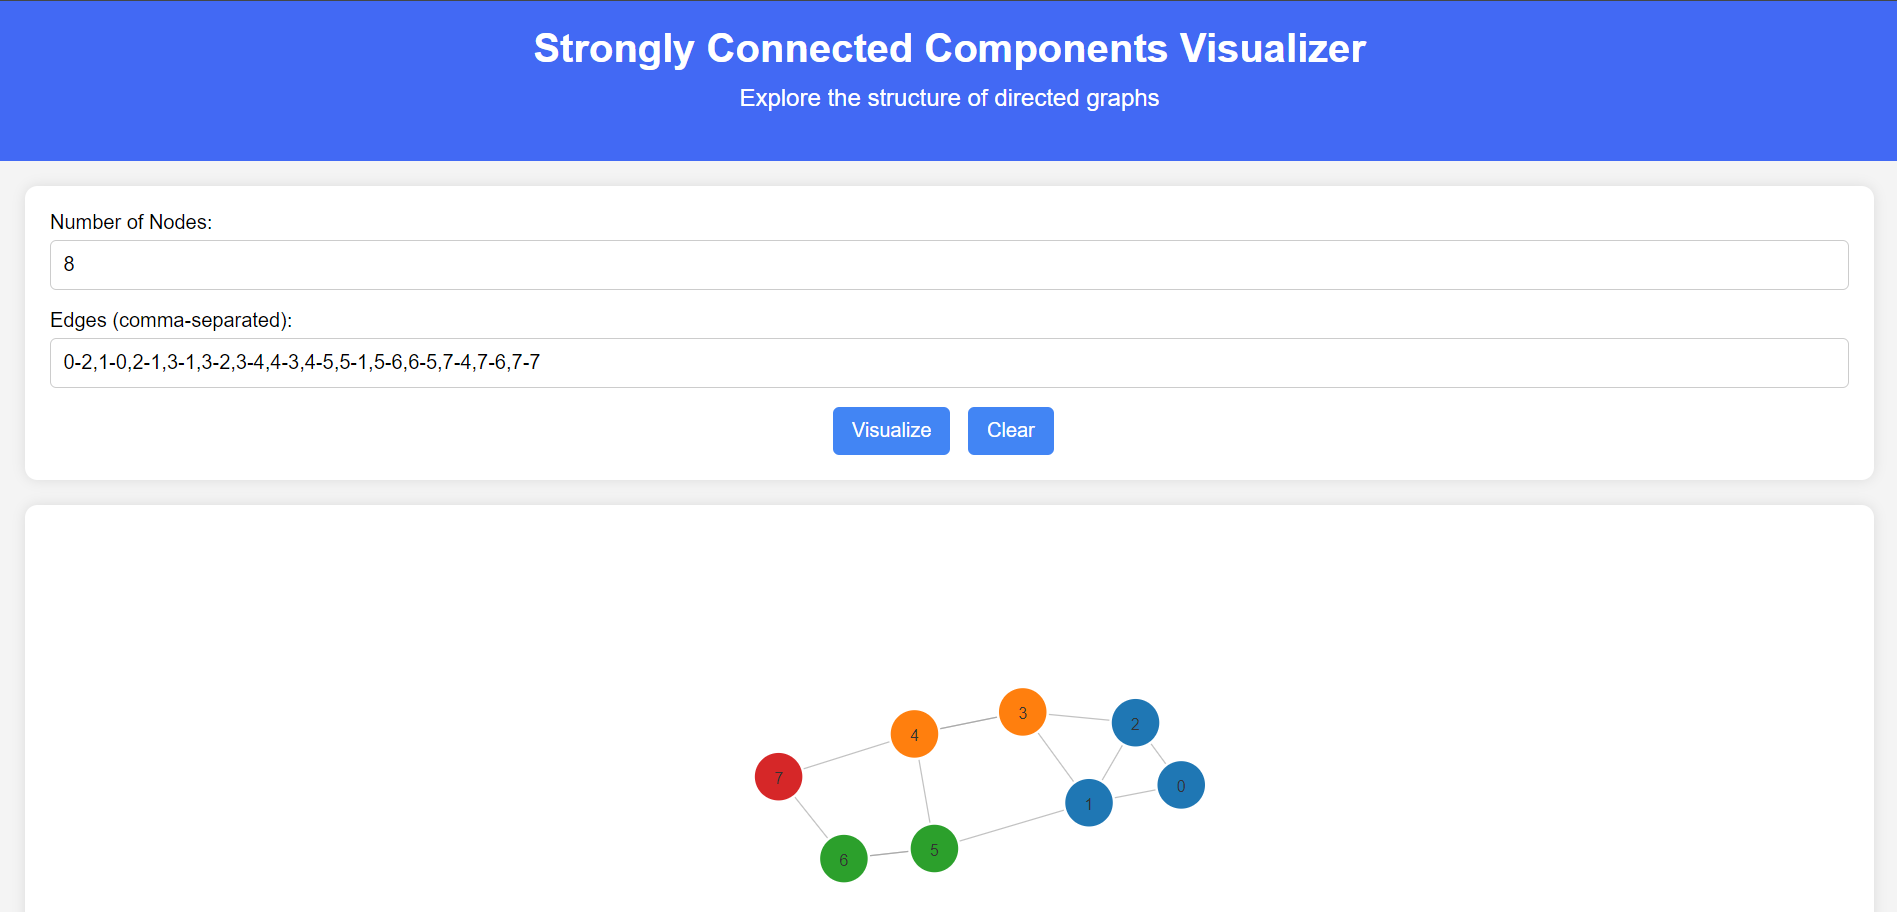 Strongly Connected Components Visualizer
Explore the structure of directed graphs
Number of Nodes:
8
Edges (comma-separated):
0-2,1-0,2-1,3-1,3-2,3-4,4-3,4-5,5-1,5-6,6-5,7-4,7-6,7-7
Visualize Clear
3
2
4
7
0
1
5
6